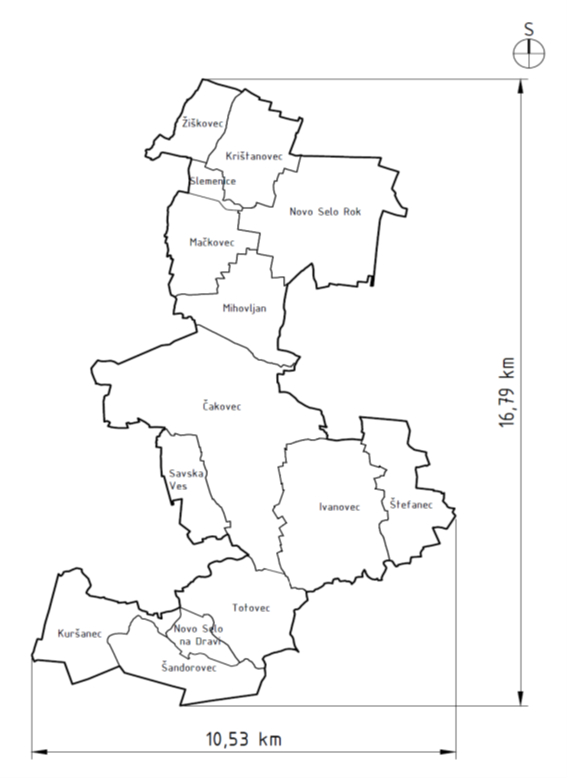 S
Žiškovec
Krištanovec
Slemenice
Novo Selo Rok
Mačkovec
Mihovljan
16,79 km
Čakovec
Savska
Ves
Ivanovec
Štefanec
Totovec
Novo Selo
na Dravi
Kuršanec
Šandorovec
10,53 km